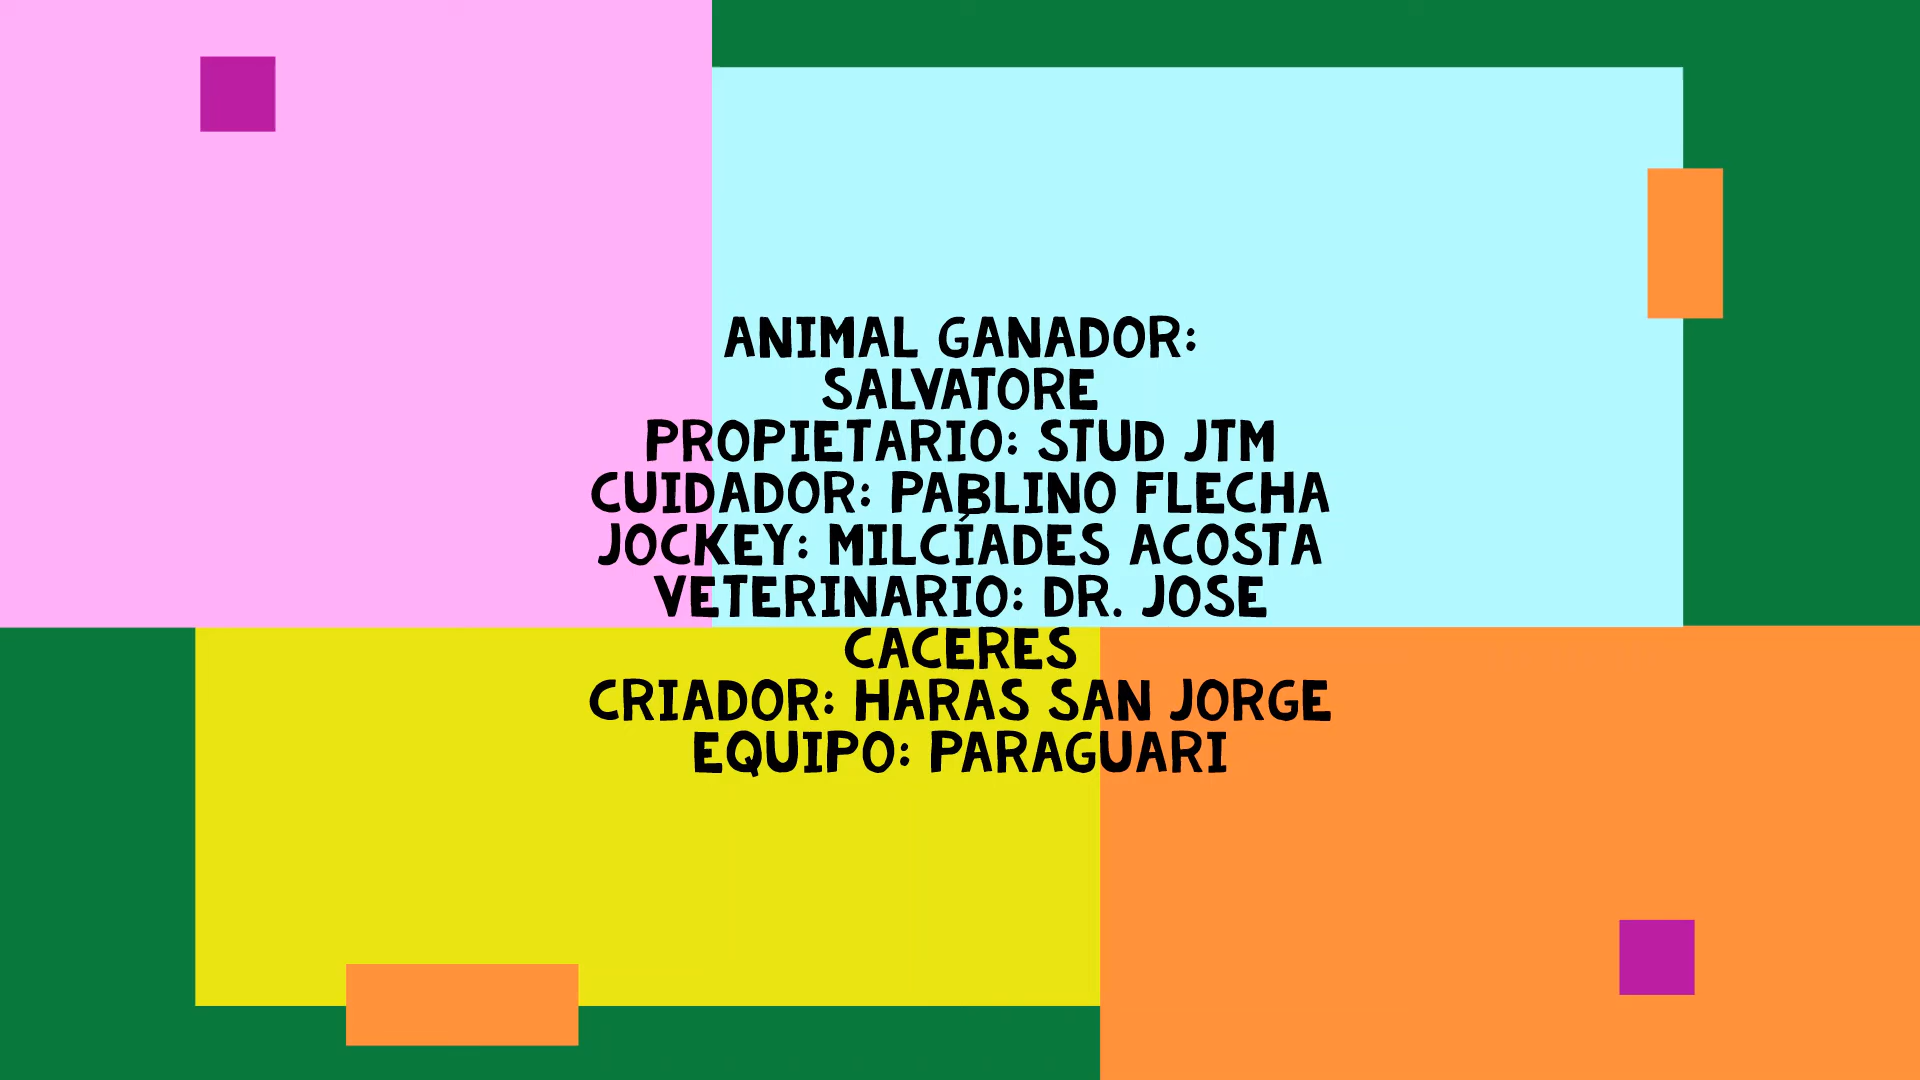 ANIMAL GANADOR:
SALVATORE
PROPIETARIO: STUD JTM
CUIDADOR: PABLINO FLECHA
JOCKEY: MILCÍADES ACOSTA
VETERINARIO: DR. JOSE
CACERES
CRIADOR: HARAS SAN JORGE
EQUIPO: PARAGUARI